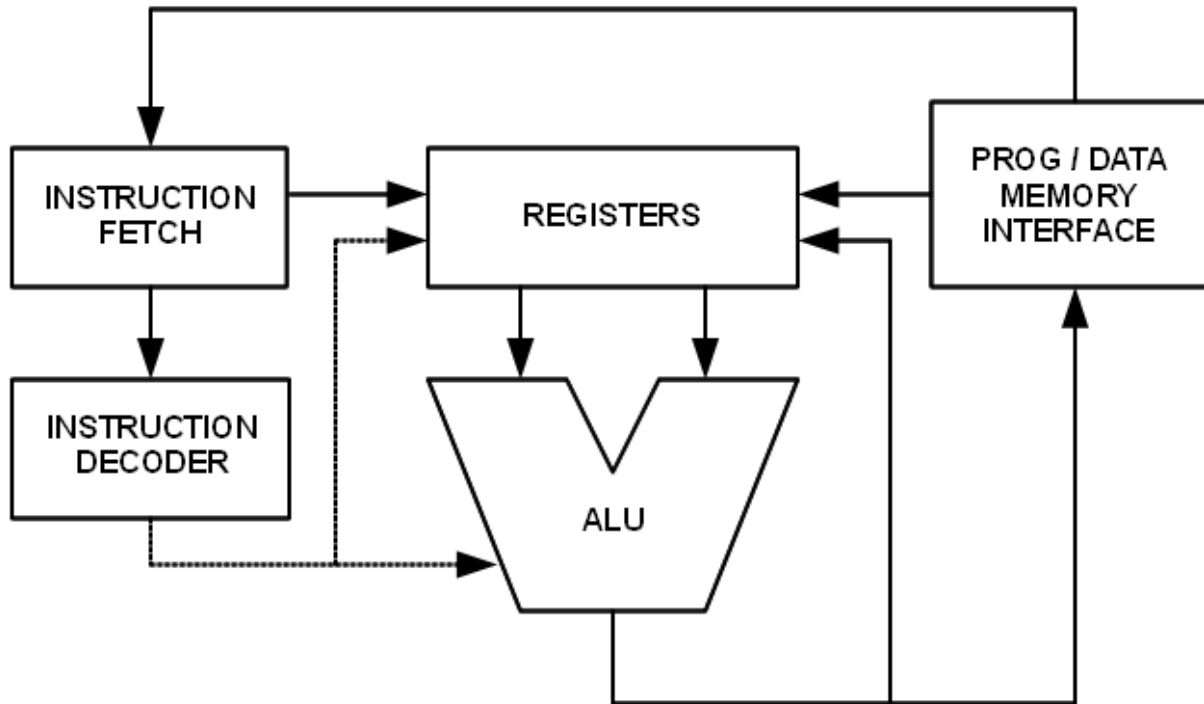 INSTRUCTION
FETCH
REGISTERS
PROG / DATA
MEMORY
INTERFACE
INSTRUCTION
DECODER
ALU